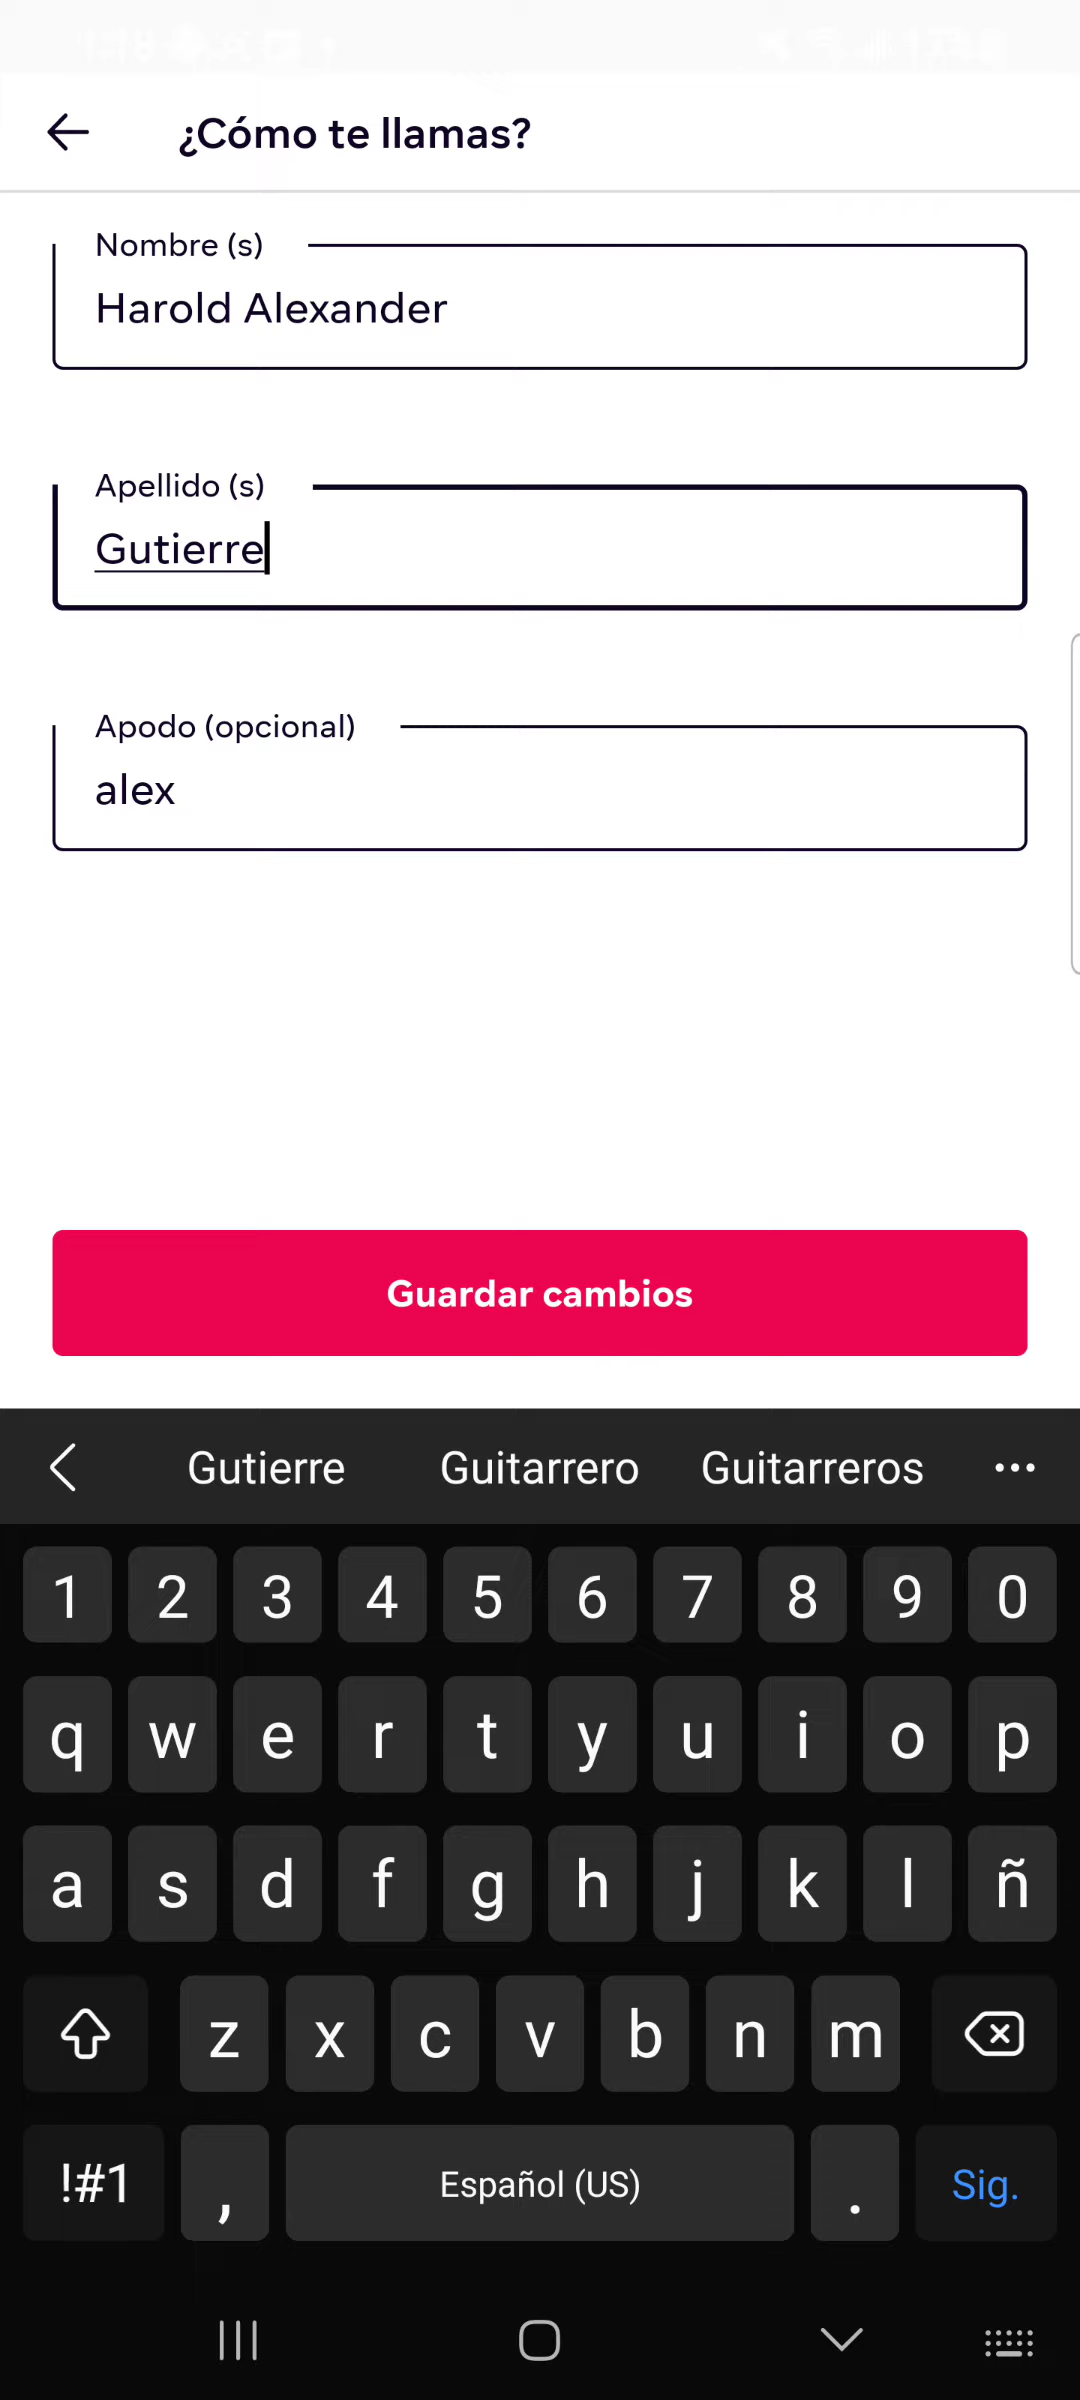 ¿Cómo te llamas?
Nombre (s)
Harold Alexander
Apellido (s)
Gutierre
Apodo (opcional)
alex
Guardar cambios
Gutierre Guitarrero Guitarreros
1 2 3 4 5 6 7 8 9 0
q w e r t y u i o p
a s d f g h j k l ñ
z x c v b n m
!#1 , Español (US) . Sig.